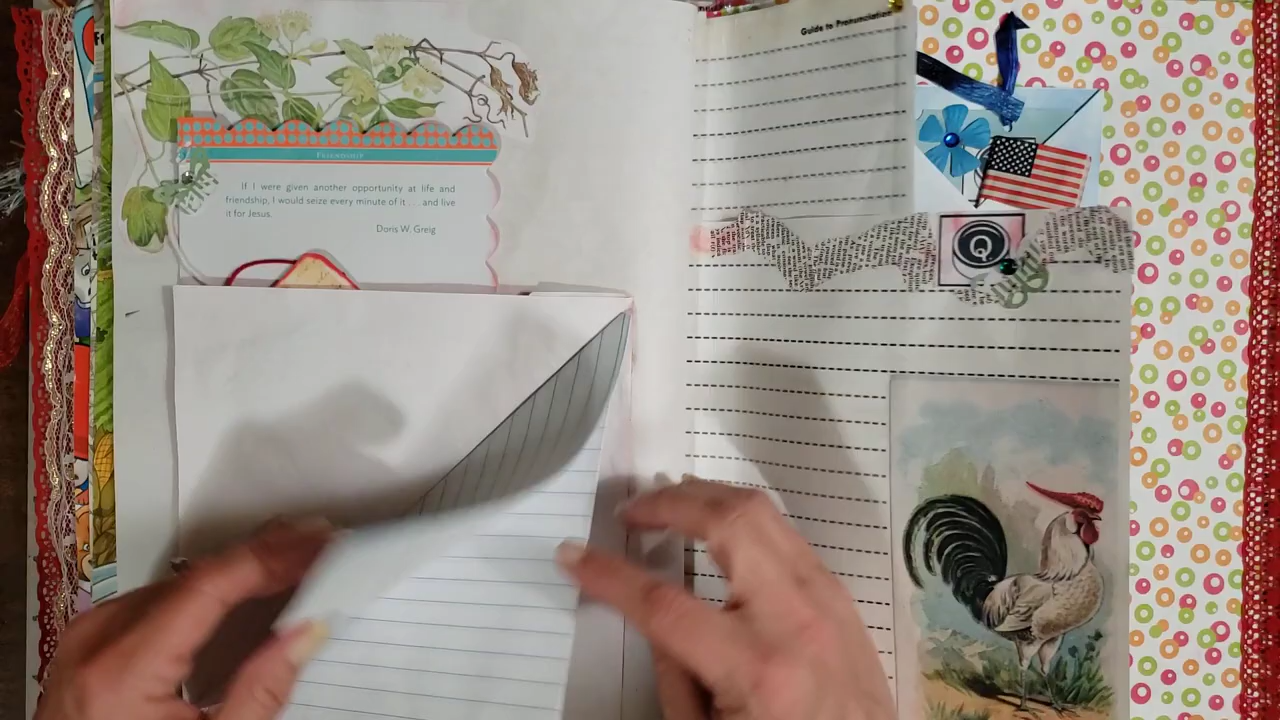 FRIENDSHIP
If I were given another opportunity at life and
friendship, I would seize every minute of it . . . and live
it for Jesus.
Doris W. Greig
Guide to Pronunciation
Q